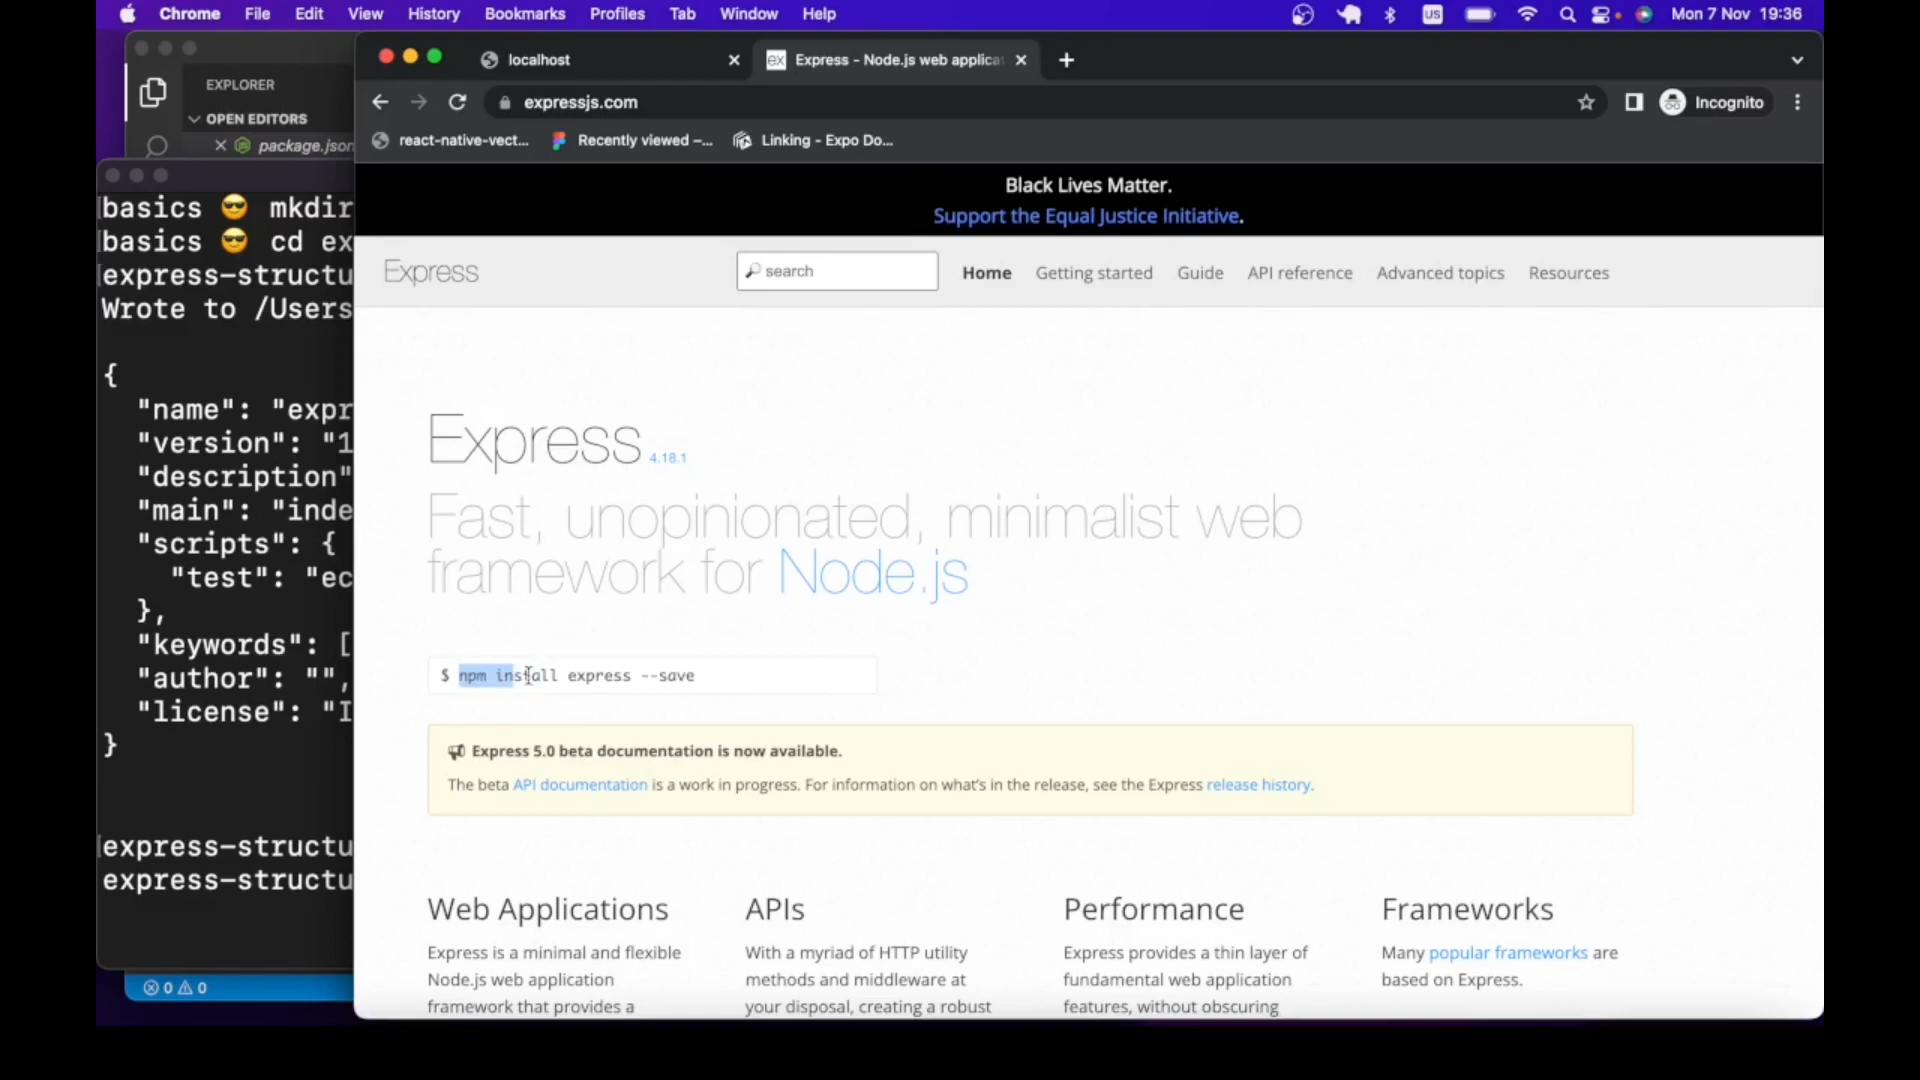 Chrome File Edit View History Bookmarks Profiles Tab Window Help
US
Mon 7 Nov 19:36
EXPLORER
OPEN EDITORS
package.json
localhost
ex Express - Node.js web applica
expressjs.com
Incognito
react-native-vect...
Recently viewed –...
Linking - Expo Do...
basics 😎 mkdir
basics 😎 cd ex
express-structu
Wrote to /Users
{
"name": "expr
"version": "1
"description"
"main": "inde
"scripts": {
"test": "ec
},
"keywords": [
"author": "",
"license": "I
}
express-structu
express-structu
0 0
Black Lives Matter.
Support the Equal Justice Initiative.
Express
search
Home Getting started Guide API reference Advanced topics Resources
Express 4.18.1
Fast, unopinionated, minimalist web
framework for Node.js
$ npm install express --save
Express 5.0 beta documentation is now available.
The beta API documentation is a work in progress. For information on what's in the release, see the Express release history.
Web Applications
Express is a minimal and flexible
Node.js web application
framework that provides a
APIs
With a myriad of HTTP utility
methods and middleware at
your disposal, creating a robust
Performance
Express provides a thin layer of
fundamental web application
features, without obscuring
Frameworks
Many popular frameworks are
based on Express.